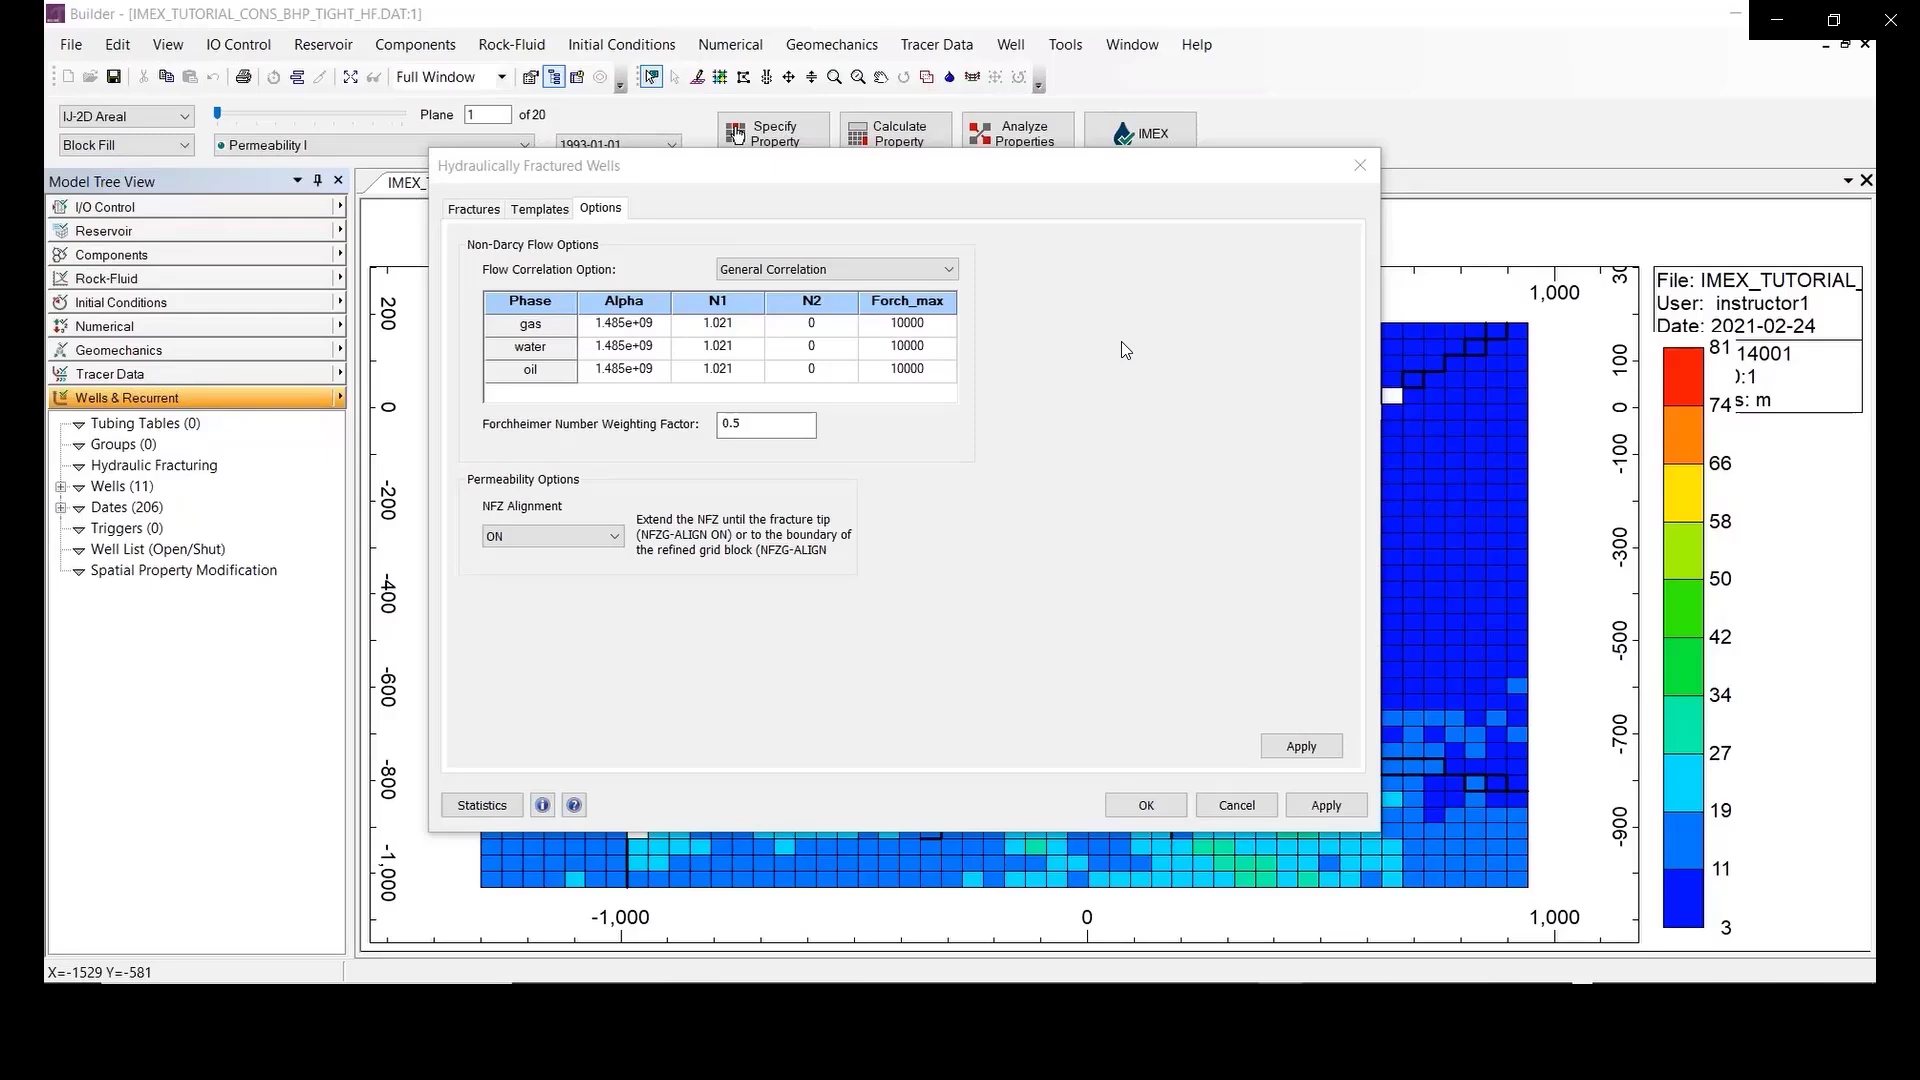 Builder - [IMEX_TUTORIAL_CONS_BHP_TIGHT_HF.DAT:1]
File Edit View IO Control Reservoir Components Rock-Fluid Initial Conditions Numerical Geomechanics Tracer Data Well Tools Window Help
Full Window
IJ-2D Areal
Plane 1 of 20
Block Fill
Permeability I
1993-01-01
Specify Property
Calculate Property
Analyze Properties
IMEX
Model Tree View
I/O Control
Reservoir
Components
Rock-Fluid
Initial Conditions
Numerical
Geomechanics
Tracer Data
Wells & Recurrent
Tubing Tables (0)
Groups (0)
Hydraulic Fracturing
Wells (11)
Dates (206)
Triggers (0)
Well List (Open/Shut)
Spatial Property Modification
X=-1529 Y=-581
IMEX_
Hydraulically Fractured Wells
Fractures Templates Options
Non-Darcy Flow Options
Flow Correlation Option: General Correlation
Phase Alpha N1 N2 Forch_max
gas 1.485e+09 1.021 0 10000
water 1.485e+09 1.021 0 10000
oil 1.485e+09 1.021 0 10000
Forchheimer Number Weighting Factor: 0.5
Permeability Options
NFZ Alignment
ON
Extend the NFZ until the fracture tip
(NFZG-ALIGN ON) or to the boundary of
the refined grid block (NFZG-ALIGN
Apply
Statistics
OK Cancel Apply
200
0
-200
-400
-600
-800
-1,000
-1,000 0 1,000
1,000
30
100
0
-100
-300
-500
-700
-900
File: IMEX_TUTORIAL_
User: instructor1
Date: 2021-02-24
14001
0:1
s: m
81
74
66
58
50
42
34
27
19
11
3